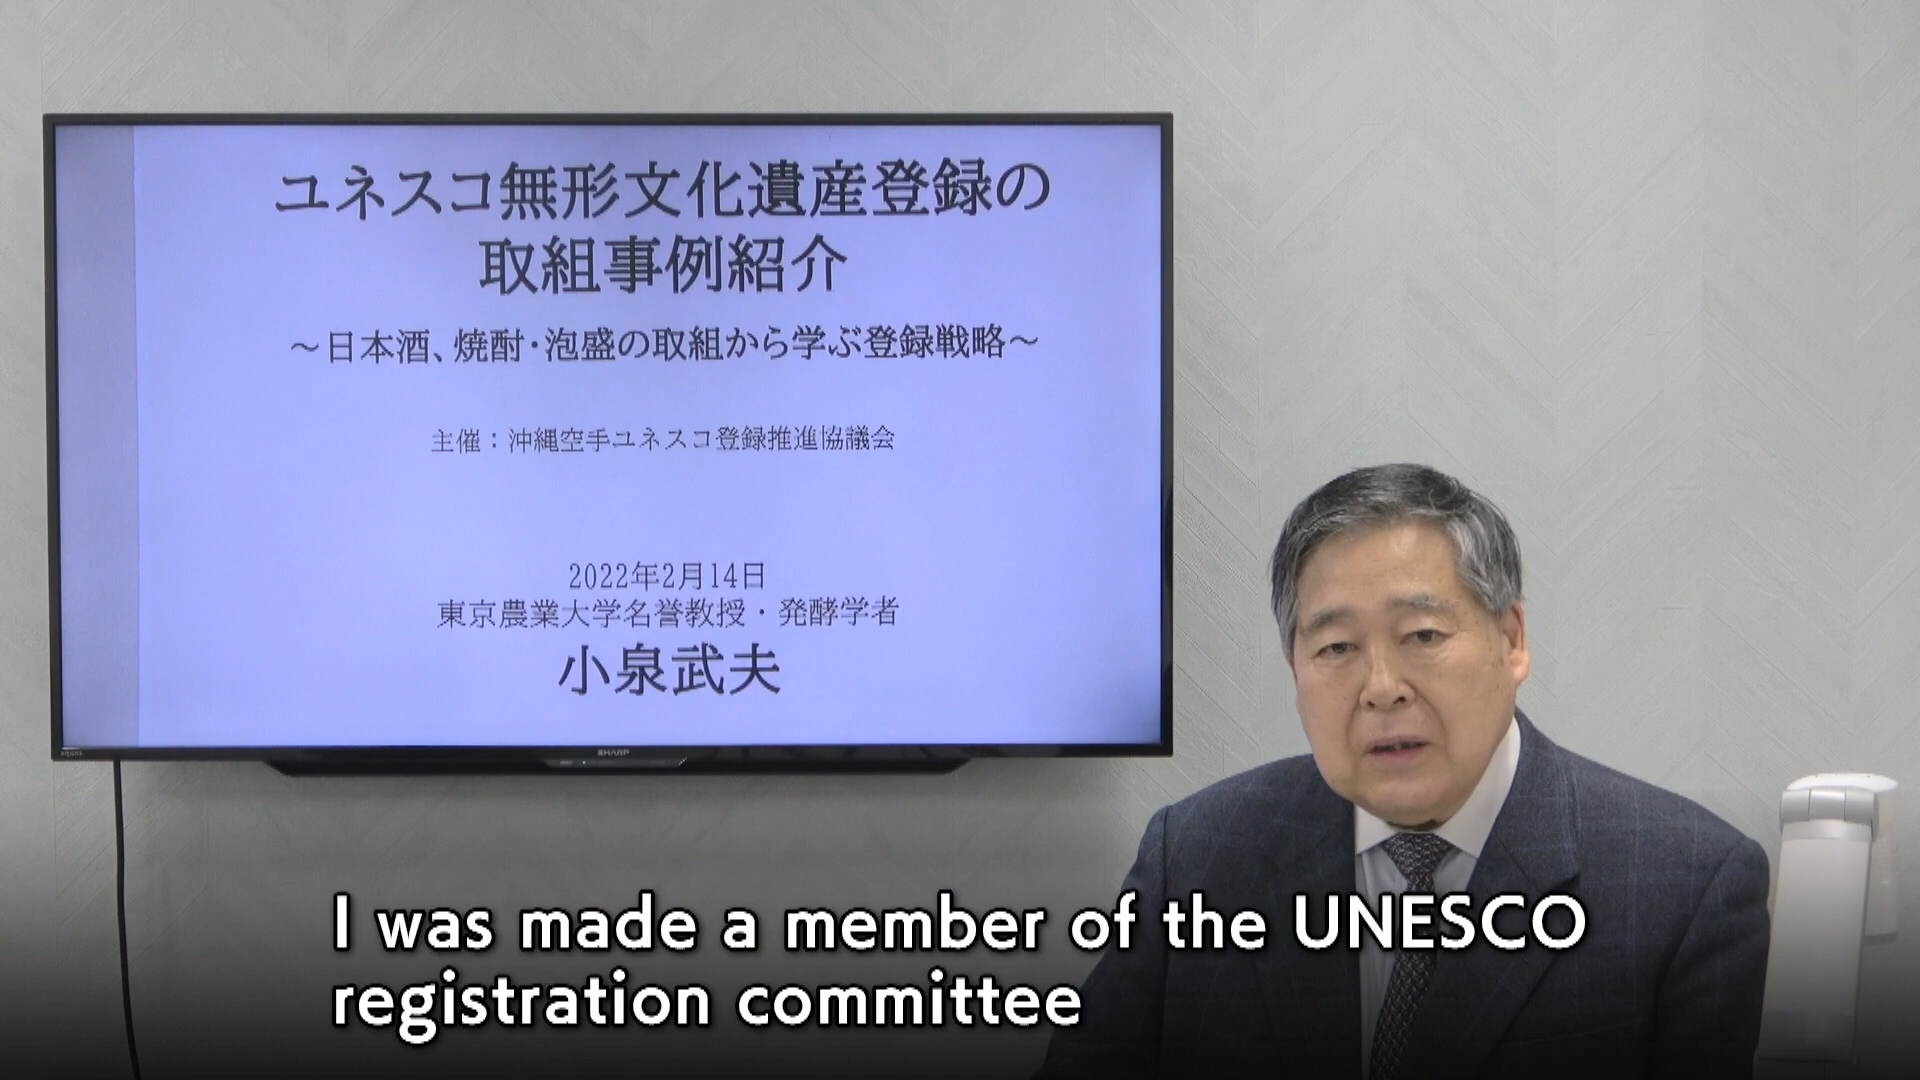 ユネスコ無形文化遺産登録の
取組事例紹介
～日本酒、焼酎・泡盛の取組から学ぶ登録戦略～
主催：沖縄空手ユネスコ登録推進協議会
2022年2月14日
東京農業大学名誉教授・発酵学者
小泉武夫
AQUOS
SHARP
I was made a member of the UNESCO
registration committee